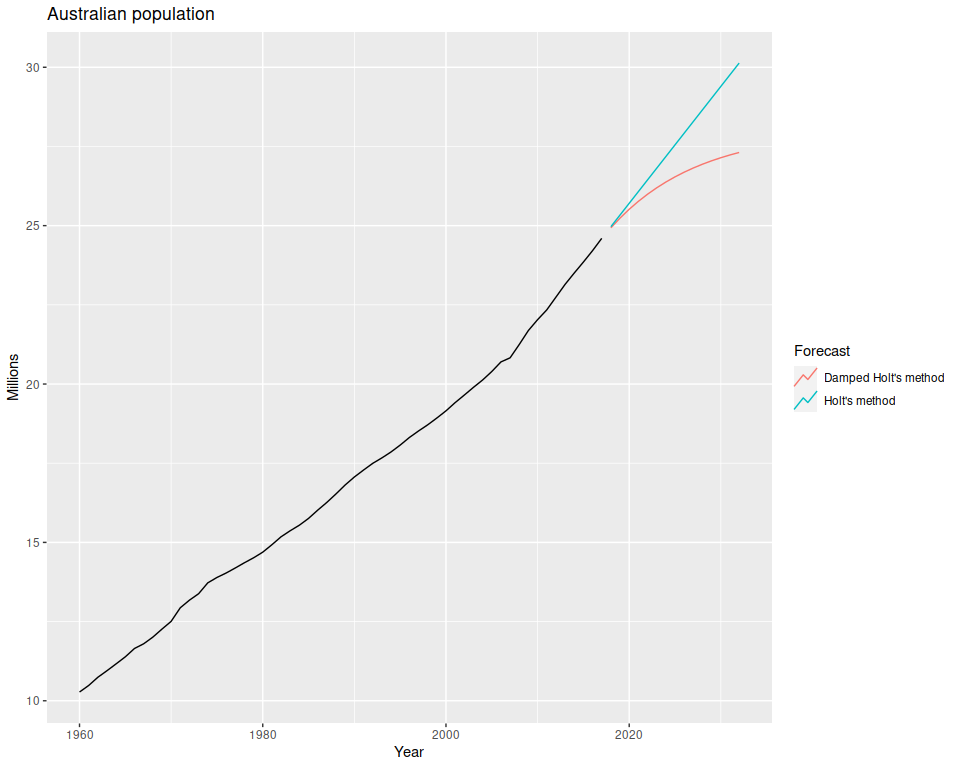 Australian population
30
25
20
15
10
Millions
1960 1980 2000 2020
Year
Forecast
Damped Holt's method
Holt's method